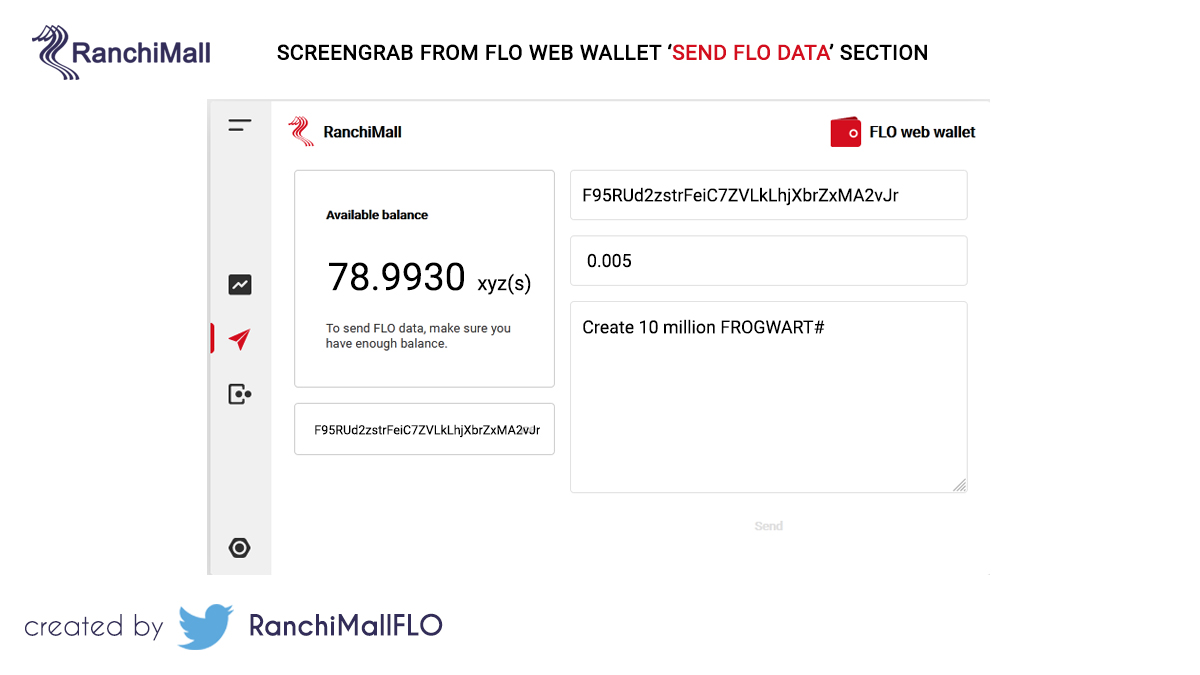 RanchiMall
SCREENGRAB FROM FLO WEB WALLET ‘SEND FLO DATA’ SECTION
RanchiMall
FLO web wallet
Available balance
78.9930 xyz(s)
To send FLO data, make sure you
have enough balance.
F95RUd2zstrFeiC7ZVLkLhjXbrZxMA2vJr
F95RUd2zstrFeiC7ZVLkLhjXbrZxMA2vJr
0.005
Create 10 million FROGWART#
Send
created by RanchiMallFLO